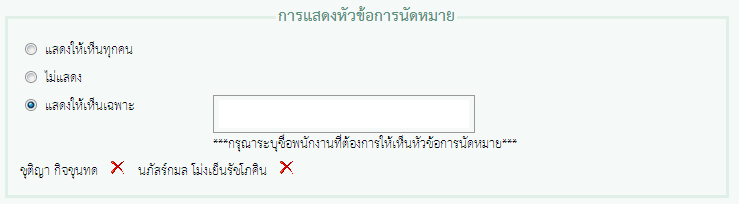 การแสดงหัวข้อการนัดหมาย
แสดงให้เห็นทุกคน
ไม่แสดง
แสดงให้เห็นเฉพาะ
***กรุณาระบุชื่อพนักงานที่ต้องการให้เห็นหัวข้อการนัดหมาย***
ชุติญา กิจขุนทด นภัสร์กมล โม่งเย็นรัชโภคิน